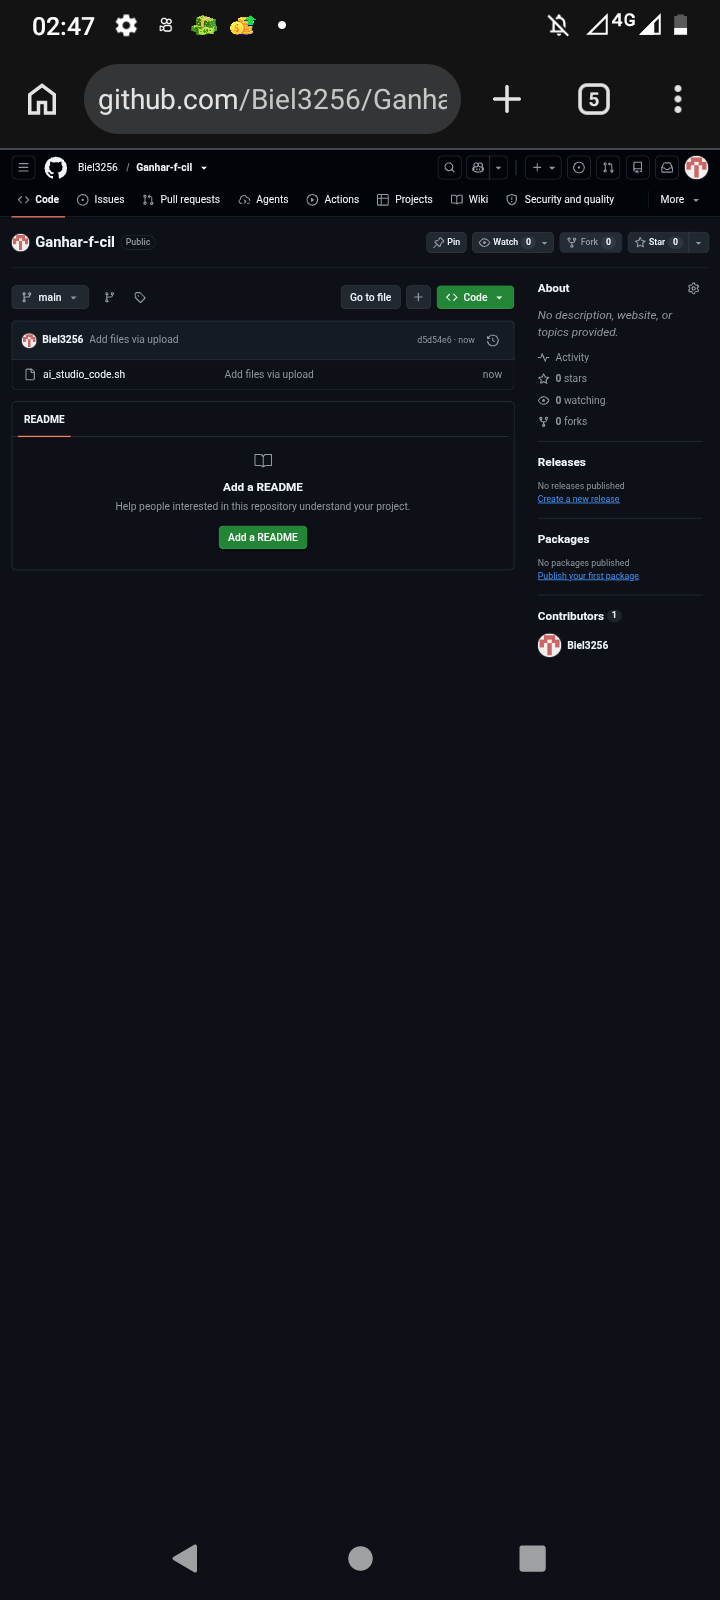 02:47
4G
github.com/Biel3256/Ganha
5
Biel3256 / Ganhar-f-cil
Code Issues Pull requests Agents Actions Projects Wiki Security and quality More
Ganhar-f-cil Public Pin Watch 0 Fork 0 Star 0
main Go to file Code
About
No description, website, or
topics provided.
Biel3256 Add files via upload d5d54e6 · now
ai_studio_code.sh Add files via upload now
Activity
0 stars
0 watching
0 forks
README
Add a README
Help people interested in this repository understand your project.
Add a README
Releases
No releases published
Create a new release
Packages
No packages published
Publish your first package
Contributors 1
Biel3256